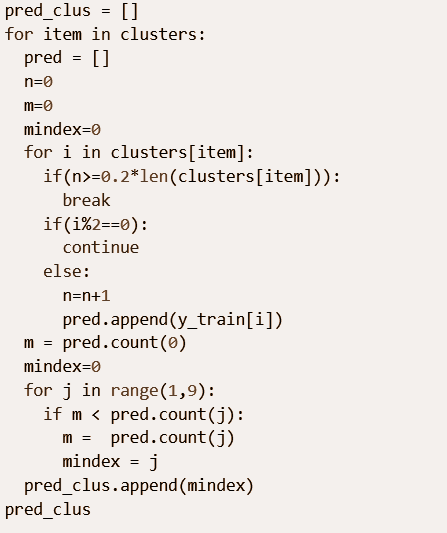 pred_clus = []
for item in clusters:
  pred = []
  n=0
  m=0
  mindex=0
  for i in clusters[item]:
    if(n>=0.2*len(clusters[item])):
      break
    if(i%2==0):
      continue
    else:
      n=n+1
      pred.append(y_train[i])
  m = pred.count(0)
  mindex=0
  for j in range(1,9):
    if m < pred.count(j):
      m =  pred.count(j)
      mindex = j
  pred_clus.append(mindex)
pred_clus